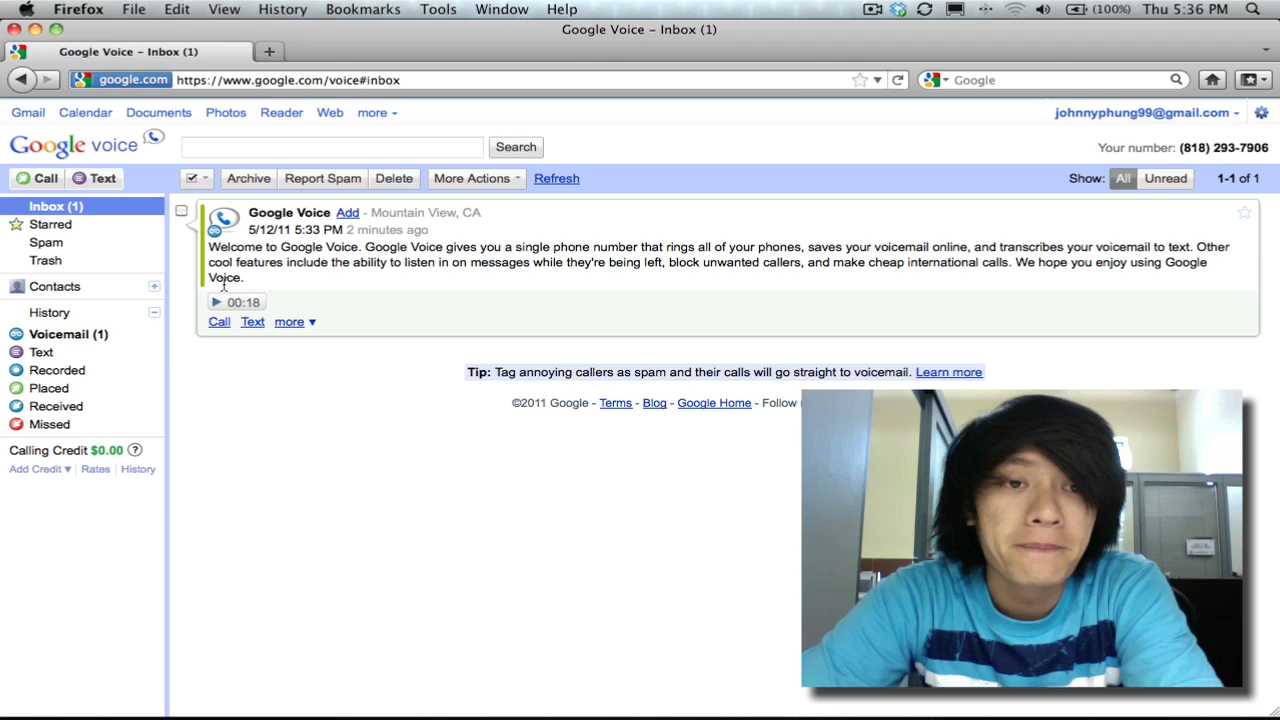 Firefox File Edit View History Bookmarks Tools Window Help (100%) Thu 5:36 PM
Google Voice – Inbox (1)
Google Voice – Inbox (1)
google.com https://www.google.com/voice#inbox Google
Gmail Calendar Documents Photos Reader Web more johnnyphung99@gmail.com
Google voice Search Your number: (818) 293-7906
Call Text Archive Report Spam Delete More Actions Refresh Show: All Unread 1-1 of 1
Inbox (1)
Starred
Spam
Trash
Contacts
History
Voicemail (1)
Text
Recorded
Placed
Received
Missed
Calling Credit $0.00 ?
Add Credit Rates History
Google Voice Add - Mountain View, CA
5/12/11 5:33 PM 2 minutes ago
Welcome to Google Voice. Google Voice gives you a single phone number that rings all of your phones, saves your voicemail online, and transcribes your voicemail to text. Other
cool features include the ability to listen in on messages while they're being left, block unwanted callers, and make cheap international calls. We hope you enjoy using Google
Voice.
00:18
Call Text more
Tip: Tag annoying callers as spam and their calls will go straight to voicemail. Learn more
©2011 Google - Terms - Blog - Google Home - Follow